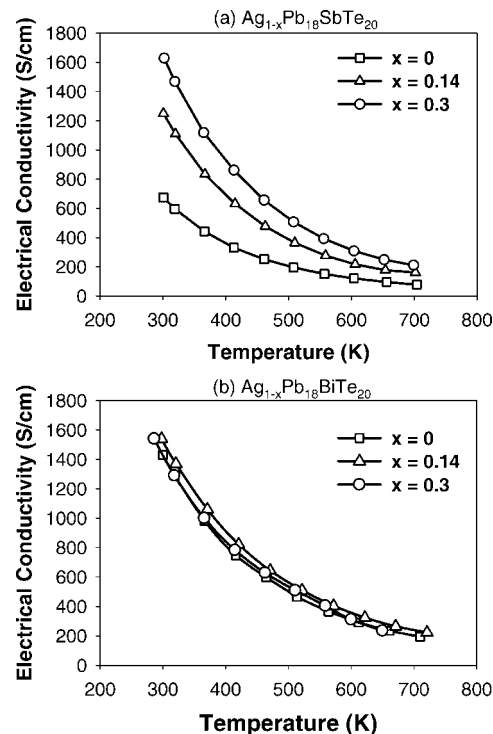 (a) Ag1-xPb18SbTe20
Electrical Conductivity (S/cm)
1800
1600
1400
1200
1000
800
600
400
200
0
x = 0
x = 0.14
x = 0.3
200 300 400 500 600 700 800
Temperature (K)
(b) Ag1-xPb18BiTe20
Electrical Conductivity (S/cm)
1800
1600
1400
1200
1000
800
600
400
200
0
x = 0
x = 0.14
x = 0.3
200 300 400 500 600 700 800
Temperature (K)